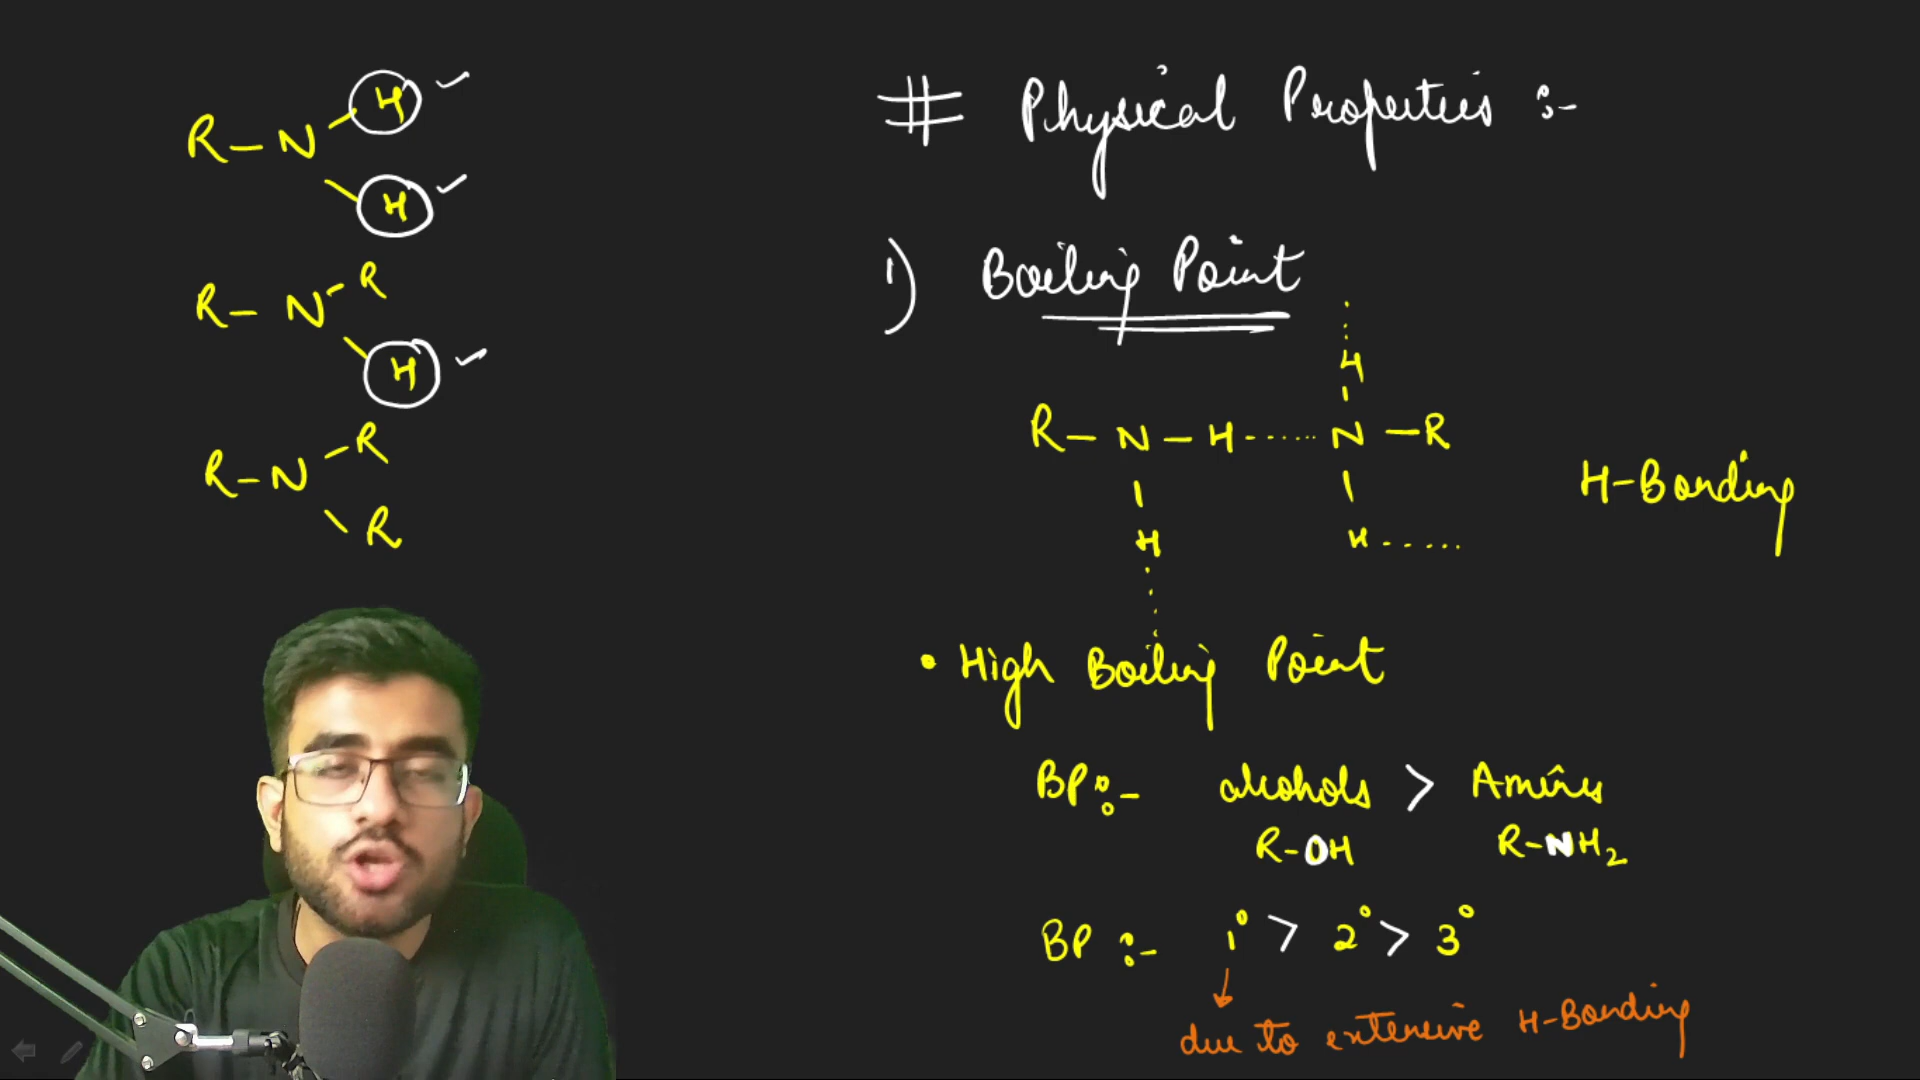 # Physical Properties :-
1) Boiling Point
R-N-H
H
R-N-R
H
R-N-R
R
H
R-N-H.....N-R
H
H.....
H-Bonding
• High Boiling Point
BP :- alcohols > Amines
R-OH R-NH₂
BP :- 1° > 2° > 3°
↓
due to extensive H-Bonding